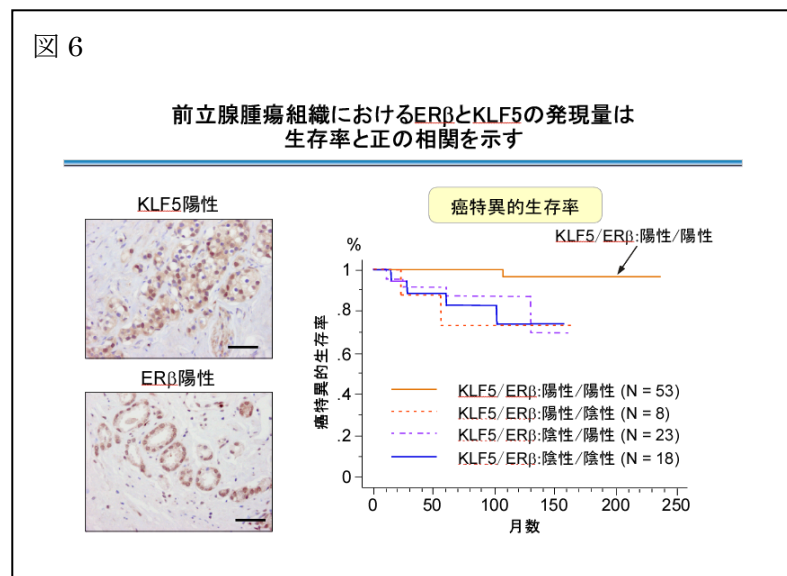 図 6
前立腺腫瘍組織におけるERβとKLF5の発現量は
生存率と正の相関を示す
KLF5陽性
ERβ陽性
癌特異的生存率
KLF5/ERβ:陽性/陽性
%
癌特異的生存率
1
.8
.6
.4
.2
0
KLF5/ERβ:陽性/陽性 (N = 53)
KLF5/ERβ:陽性/陰性 (N = 8)
KLF5/ERβ:陰性/陽性 (N = 23)
KLF5/ERβ:陰性/陰性 (N = 18)
0 50 100 150 200 250
月数